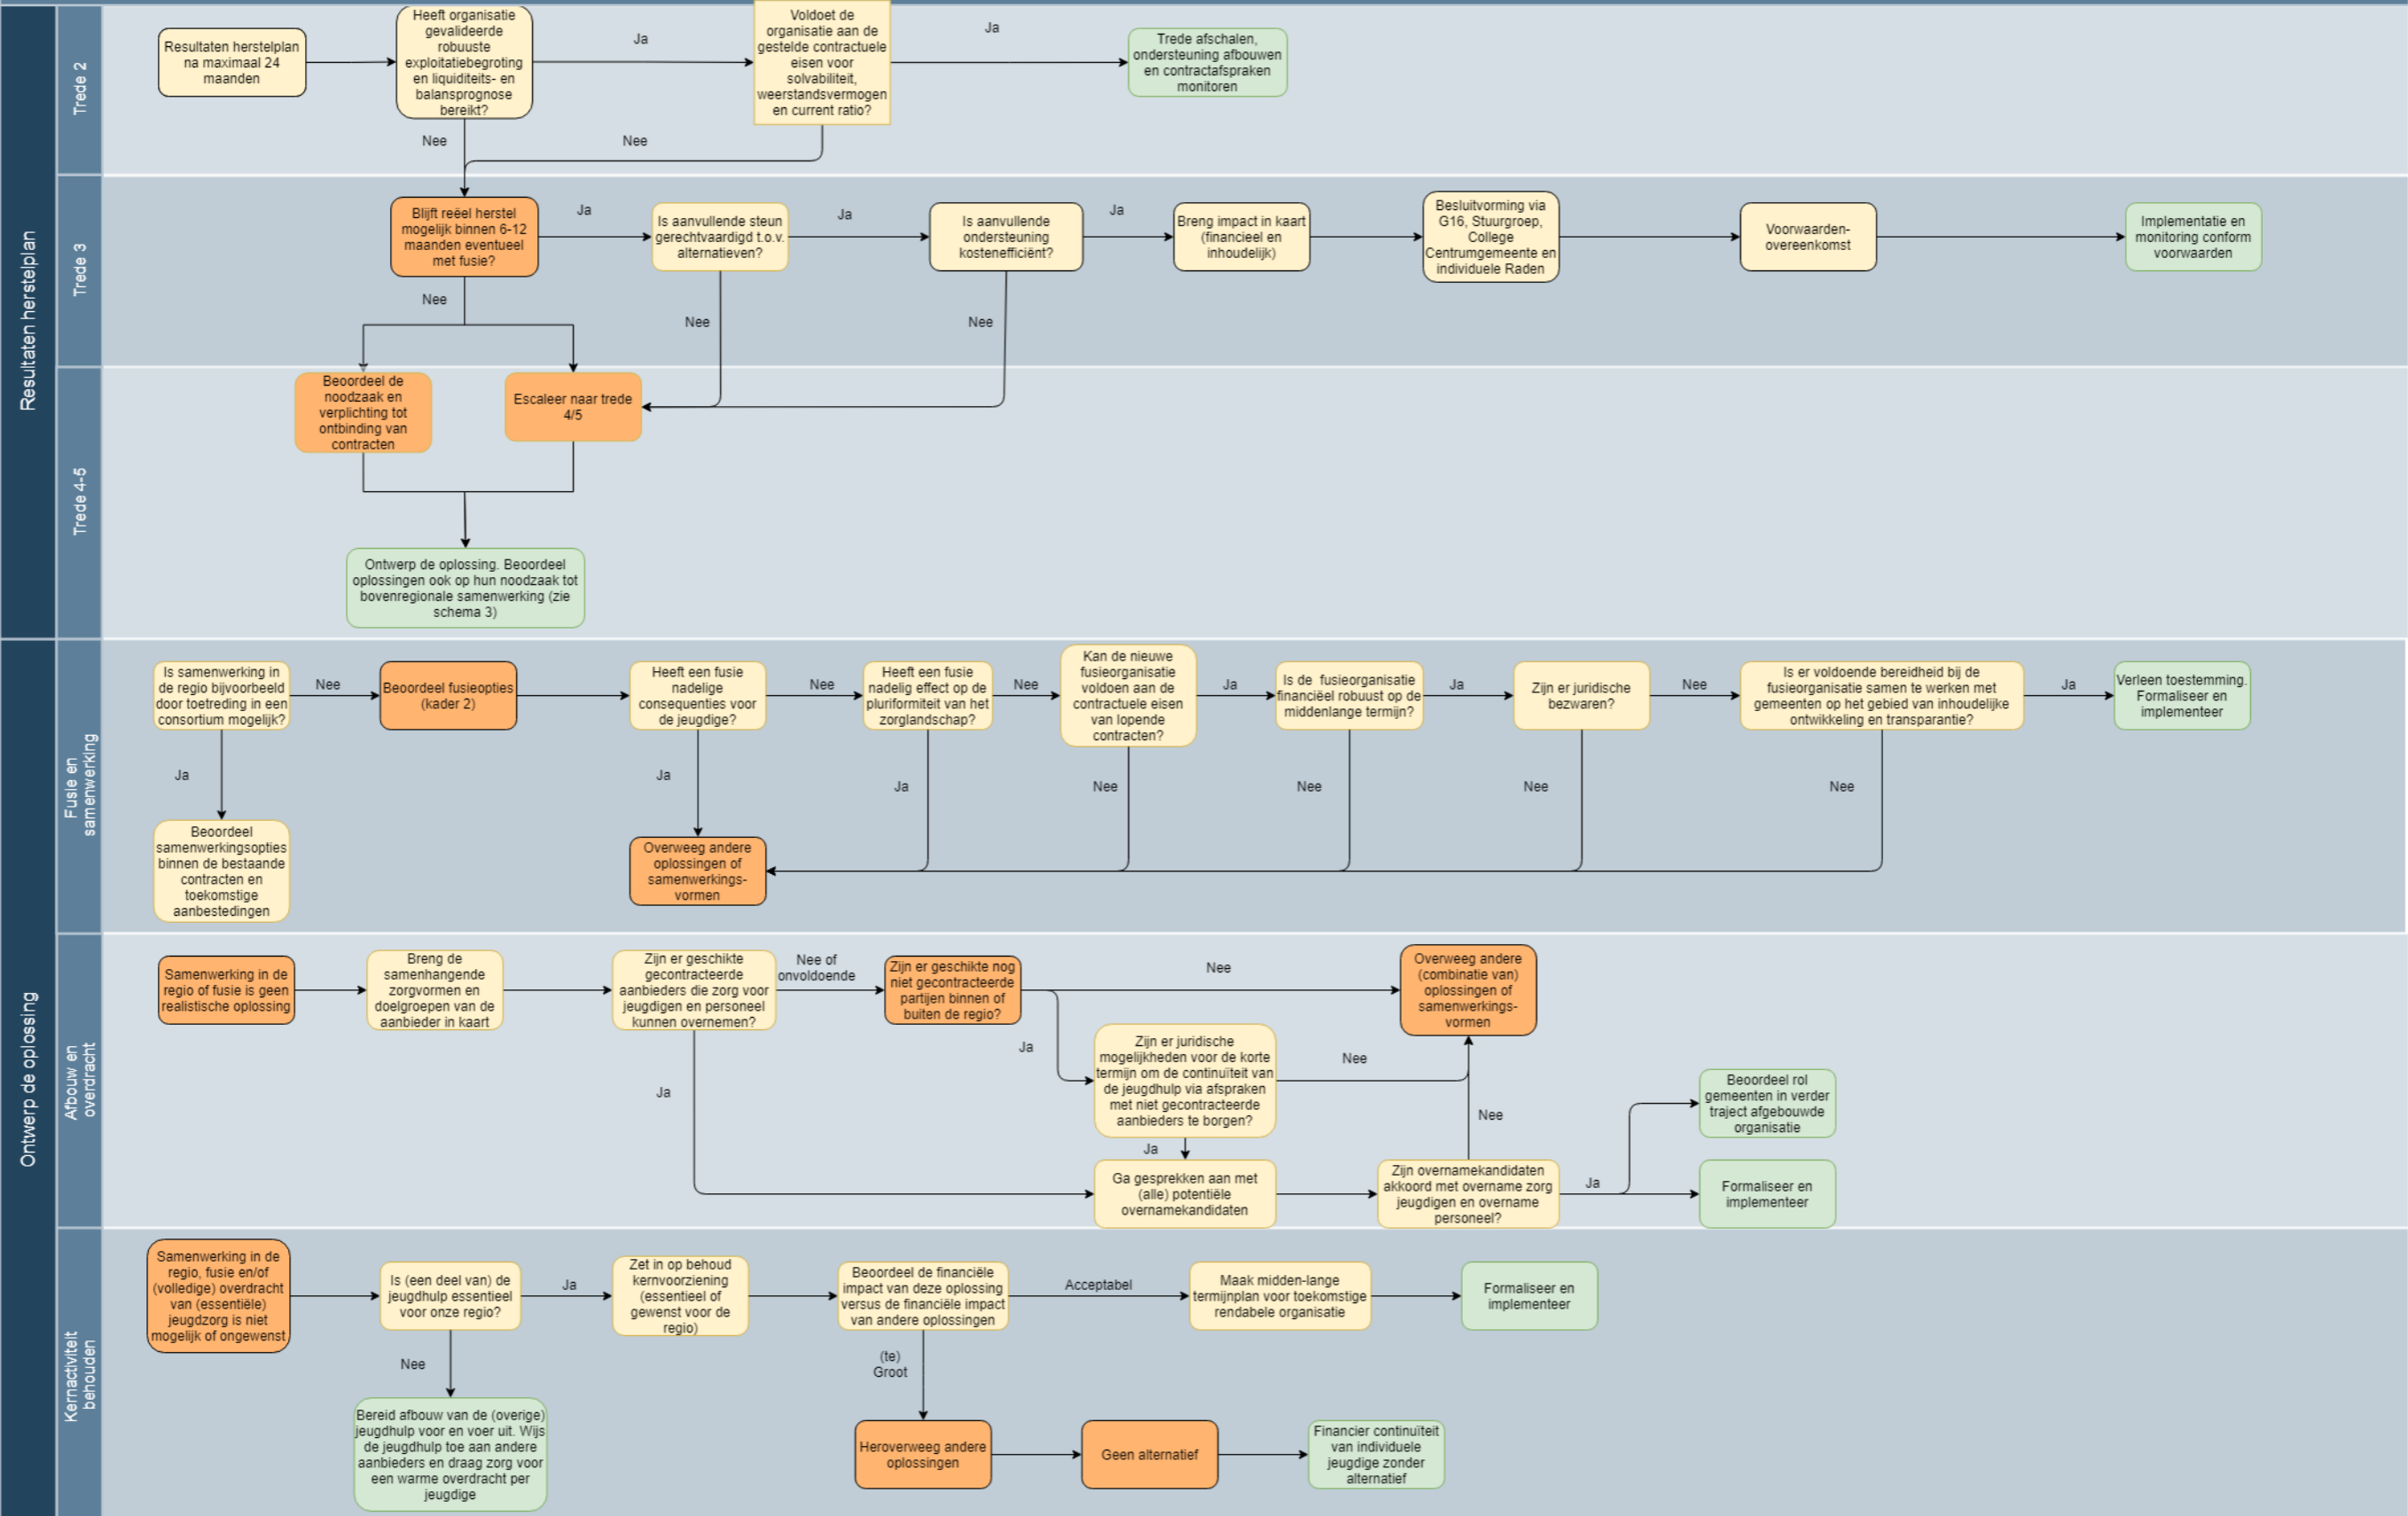 Resultaten herstelplan
Trede 2
Resultaten herstelplan
na maximaal 24
maanden
Heeft organisatie
gevalideerde
robuuste
exploitatiebegroting
en liquiditeits- en
balansprognose
bereikt?
Ja
Voldoet de
organisatie aan de
gestelde contractuele
eisen voor
solvabiliteit,
weerstandsvermogen
en current ratio?
Ja
Trede afschalen,
ondersteuning afbouwen
en contractafspraken
monitoren
Nee
Nee
Trede 3
Blijft reëel herstel
mogelijk binnen 6-12
maanden eventueel
met fusie?
Ja
Is aanvullende steun
gerechtvaardigd t.o.v.
alternatieven?
Ja
Is aanvullende
ondersteuning
kostenefficiënt?
Ja
Breng impact in kaart
(financieel en
inhoudelijk)
Besluitvorming via
G16, Stuurgroep,
College
Centrumgemeente en
individuele Raden
Voorwaarden-
overeenkomst
Implementatie en
monitoring conform
voorwaarden
Nee
Nee
Nee
Trede 4-5
Beoordeel de
noodzaak en
verplichting tot
ontbinding van
contracten
Escaleer naar trede
4/5
Ontwerp de oplossing. Beoordeel
oplossingen ook op hun noodzaak tot
bovenregionale samenwerking (zie
schema 3)
Ontwerp de oplossing
Fusie en
samenwerking
Is samenwerking in
de regio bijvoorbeeld
door toetreding in een
consortium mogelijk?
Nee
Beoordeel fusieopties
(kader 2)
Heeft een fusie
nadelige
consequenties voor
de jeugdige?
Nee
Heeft een fusie
nadelig effect op de
pluriformiteit van het
zorglandschap?
Nee
Kan de nieuwe
fusieorganisatie
voldoen aan de
contractuele eisen
van lopende
contracten?
Ja
Is de  fusieorganisatie
financiëel robuust op de
middenlange termijn?
Ja
Zijn er juridische
bezwaren?
Nee
Is er voldoende bereidheid bij de
fusieorganisatie samen te werken met
gemeenten op het gebied van inhoudelijke
ontwikkeling en transparantie?
Ja
Verleen toestemming.
Formaliseer en
implementeer
Ja
Ja
Ja
Nee
Nee
Nee
Nee
Beoordeel
samenwerkingsopties
binnen de bestaande
contracten en
toekomstige
aanbestedingen
Overweeg andere
oplossingen of
samenwerkings-
vormen
Afbouw en
overdracht
Samenwerking in de
regio of fusie is geen
realistische oplossing
Breng de
samenhangende
zorgvormen en
doelgroepen van de
aanbieder in kaart
Zijn er geschikte
gecontracteerde
aanbieders die zorg voor
jeugdigen en personeel
kunnen overnemen?
Nee of
onvoldoende
Zijn er geschikte nog
niet gecontracteerde
partijen binnen of
buiten de regio?
Nee
Overweeg andere
(combinatie van)
oplossingen of
samenwerkings-
vormen
Ja
Zijn er juridische
mogelijkheden voor de korte
termijn om de continuïteit van
de jeugdhulp via afspraken
met niet gecontracteerde
aanbieders te borgen?
Nee
Ja
Nee
Beoordeel rol
gemeenten in verder
traject afgebouwde
organisatie
Ja
Ga gesprekken aan met
(alle) potentiële
overnamekandidaten
Zijn overnamekandidaten
akkoord met overname zorg
jeugdigen en overname
personeel?
Ja
Formaliseer en
implementeer
Kernactiviteit
behouden
Samenwerking in de
regio, fusie en/of
(volledige) overdracht
van (essentiële)
jeugdzorg is niet
mogelijk of ongewenst
Is (een deel van) de
jeugdhulp essentieel
voor onze regio?
Ja
Zet in op behoud
kernvoorziening
(essentieel of
gewenst voor de
regio)
Beoordeel de financiële
impact van deze oplossing
versus de financiële impact
van andere oplossingen
Acceptabel
Maak midden-lange
termijnplan voor toekomstige
rendabele organisatie
Formaliseer en
implementeer
Nee
(te)
Groot
Bereid afbouw van de (overige)
jeugdhulp voor en voer uit. Wijs
de jeugdhulp toe aan andere
aanbieders en draag zorg voor
een warme overdracht per
jeugdige
Heroverweeg andere
oplossingen
Geen alternatief
Financier continuïteit
van individuele
jeugdige zonder
alternatief